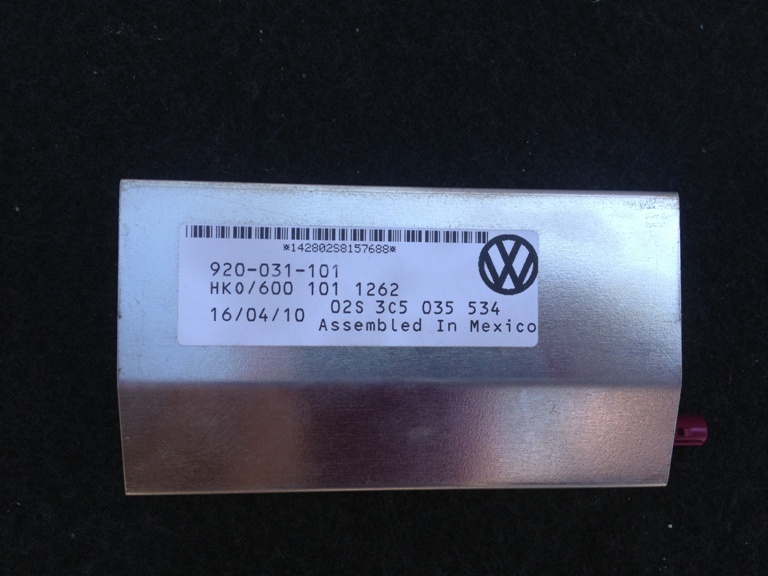 *142802S8157688*
920-031-101
HK0/600 101 1262
02S 3C5 035 534
16/04/10
Assembled In Mexico